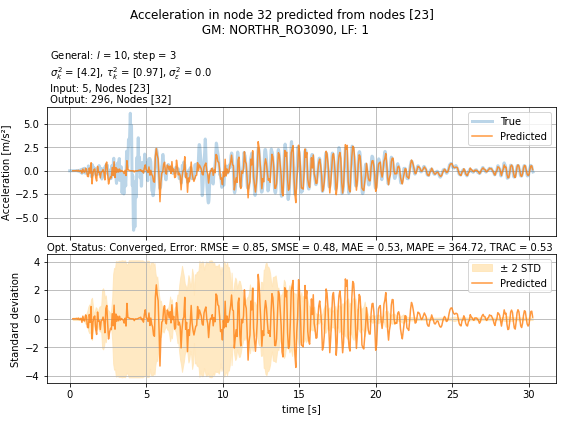 Acceleration in node 32 predicted from nodes [23]
GM: NORTHR_RO3090, LF: 1
General: l = 10, step = 3
σ²ₖ = [4.2], τ²ₖ = [0.97], σ²ε = 0.0
Input: 5, Nodes [23]
Output: 296, Nodes [32]
Acceleration [m/s²]
5.0
2.5
0.0
−2.5
−5.0
True
Predicted
Opt. Status: Converged, Error: RMSE = 0.85, SMSE = 0.48, MAE = 0.53, MAPE = 364.72, TRAC = 0.53
Standard deviation
4
2
0
−2
−4
± 2 STD
Predicted
0 5 10 15 20 25 30
time [s]